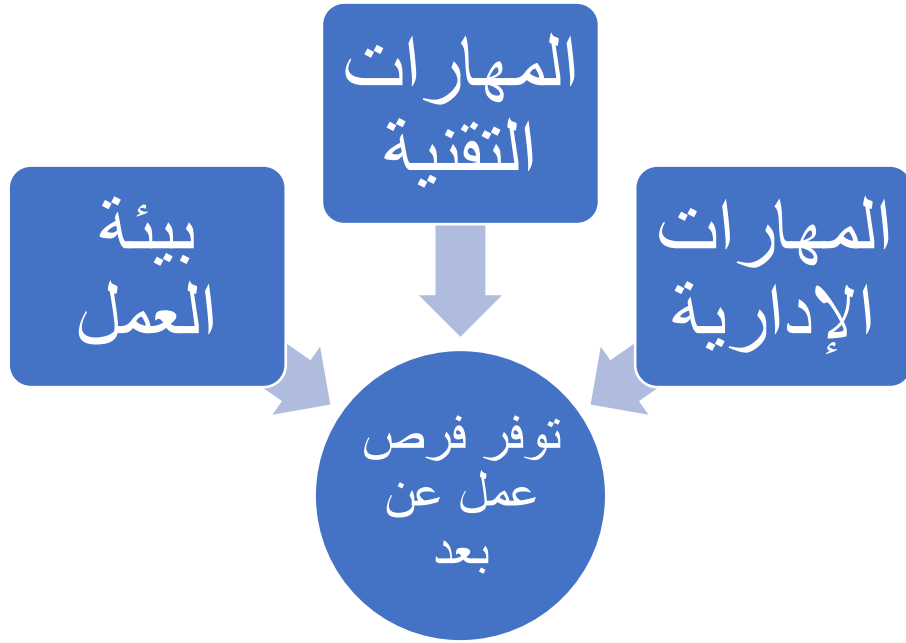 المهارات
التقنية
المهارات
الإدارية
بيئة
العمل
توفر فرص
عمل عن
بعد